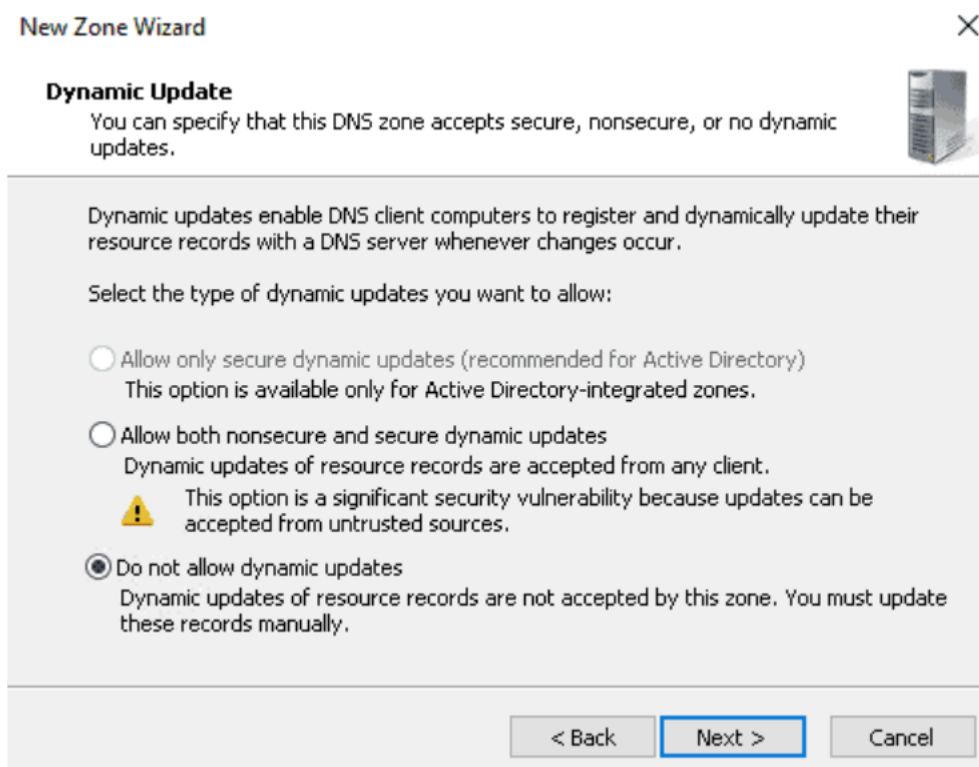 New Zone Wizard
Dynamic Update
You can specify that this DNS zone accepts secure, nonsecure, or no dynamic
updates.
Dynamic updates enable DNS client computers to register and dynamically update their
resource records with a DNS server whenever changes occur.
Select the type of dynamic updates you want to allow:
Allow only secure dynamic updates (recommended for Active Directory)
This option is available only for Active Directory-integrated zones.
Allow both nonsecure and secure dynamic updates
Dynamic updates of resource records are accepted from any client.
This option is a significant security vulnerability because updates can be
accepted from untrusted sources.
Do not allow dynamic updates
Dynamic updates of resource records are not accepted by this zone. You must update
these records manually.
< Back Next > Cancel